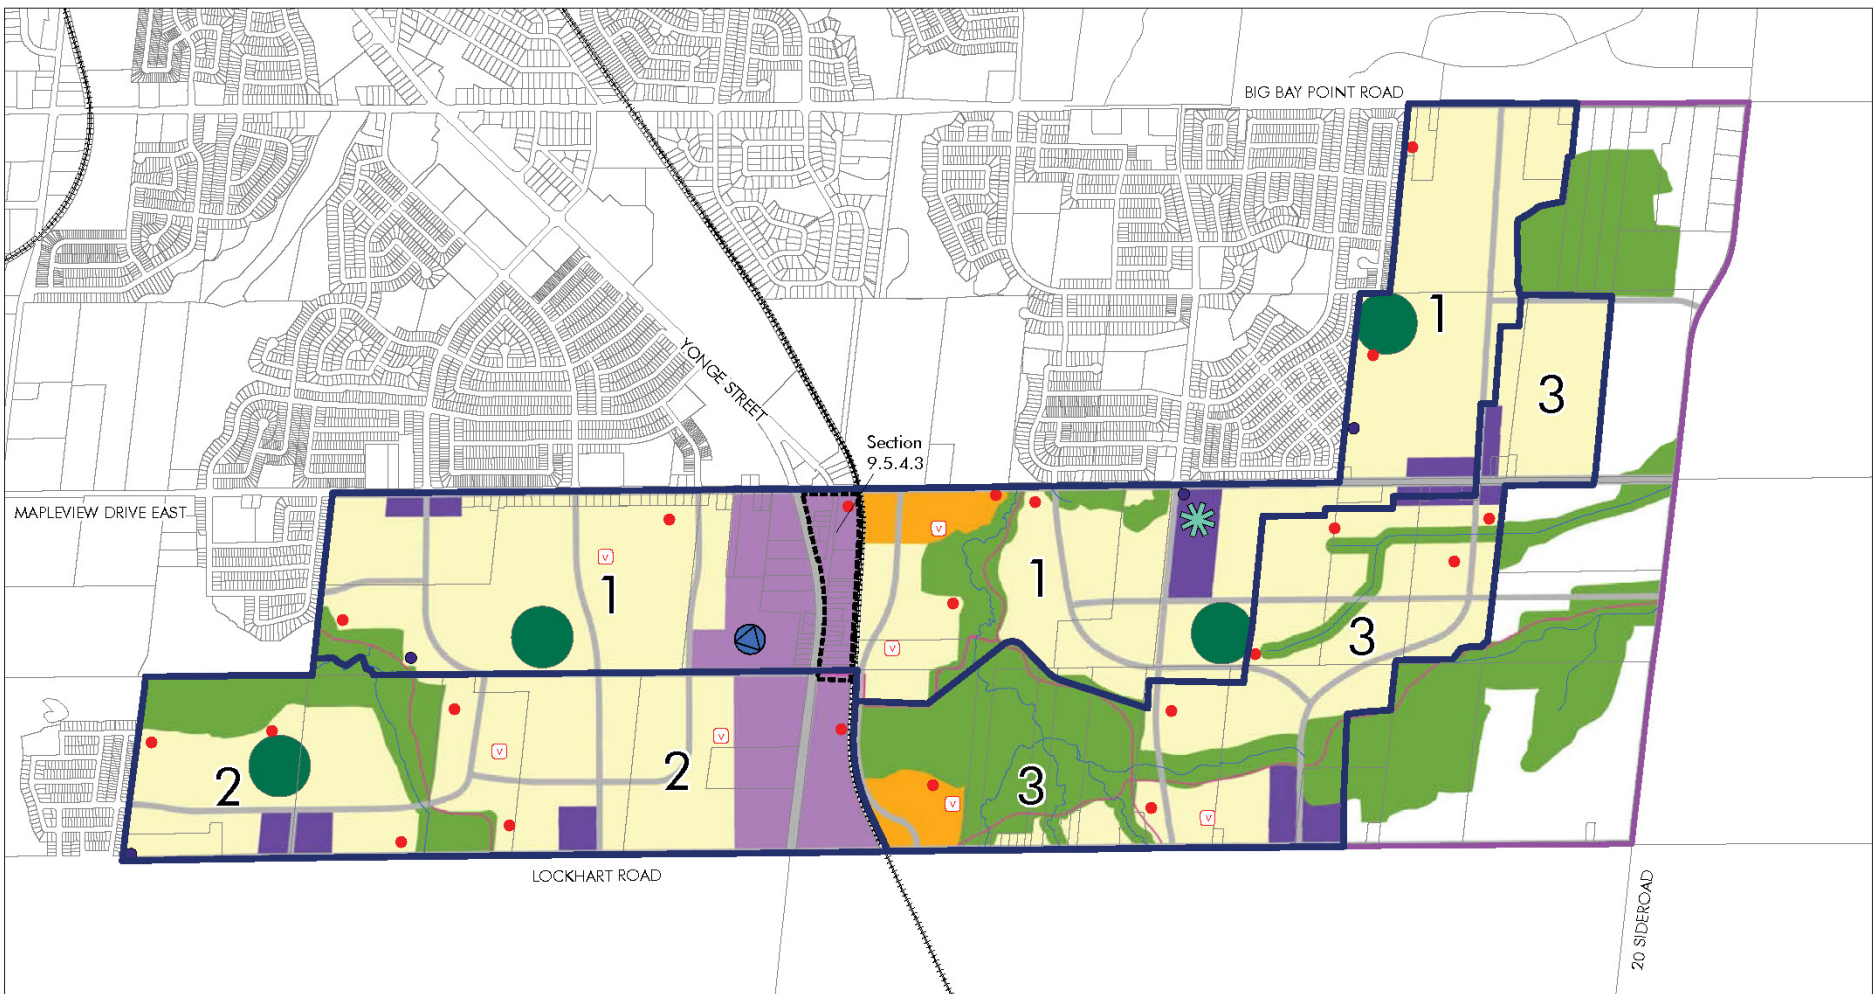 BIG BAY POINT ROAD
1
3
YONGE STREET
Section
9.5.4.3
MAPLEVIEW DRIVE EAST
V
V
1
1
3
V
2
2
V
V
3
V
V
LOCKHART ROAD
20 SIDEROAD